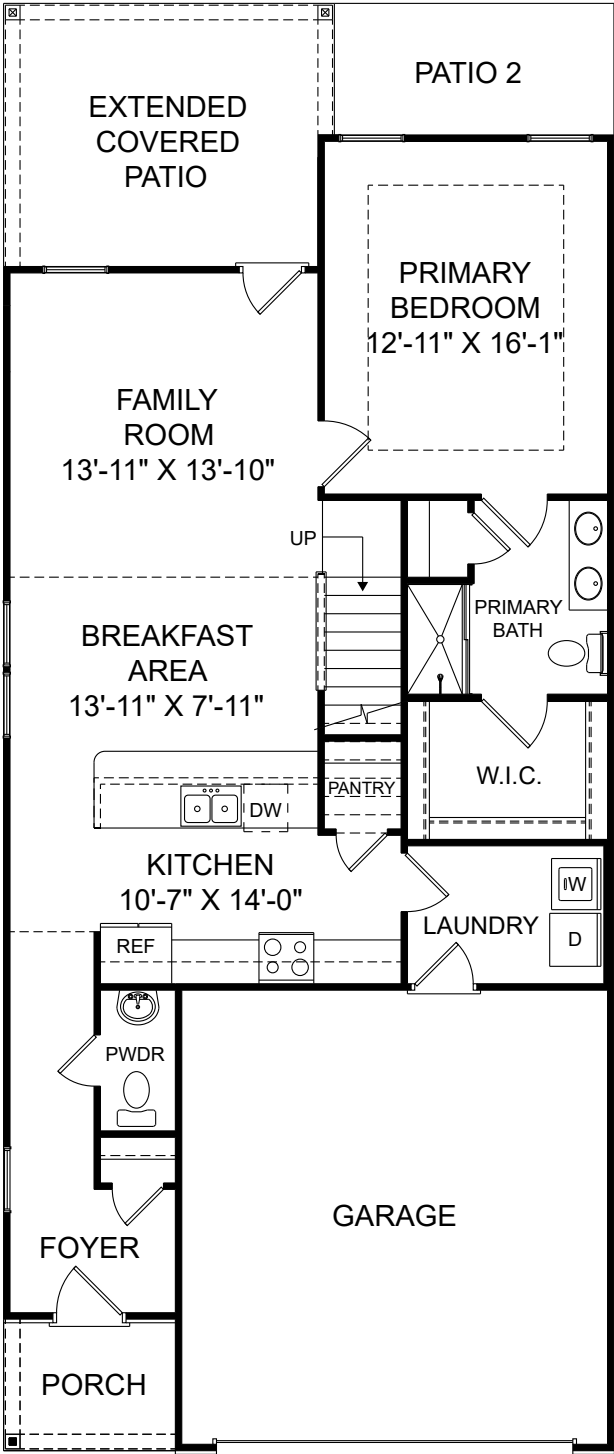 PATIO 2
EXTENDED
COVERED
PATIO
PRIMARY
BEDROOM
12'-11" X 16'-1"
FAMILY
ROOM
13'-11" X 13'-10"
UP
PRIMARY
BATH
BREAKFAST
AREA
13'-11" X 7'-11"
W.I.C.
PANTRY
DW
KITCHEN
10'-7" X 14'-0"
W
LAUNDRY
REF
D
PWDR
GARAGE
FOYER
PORCH